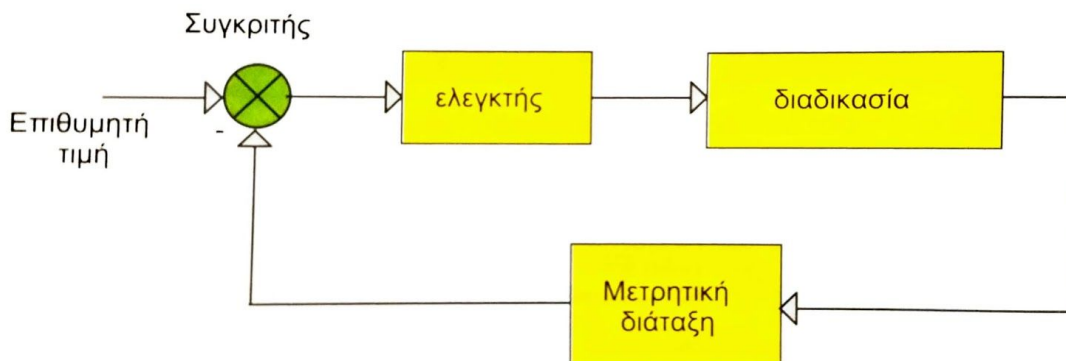 Συγκριτής
ελεγκτής
διαδικασία
Επιθυμητή
τιμή
-
Μετρητική
διάταξη